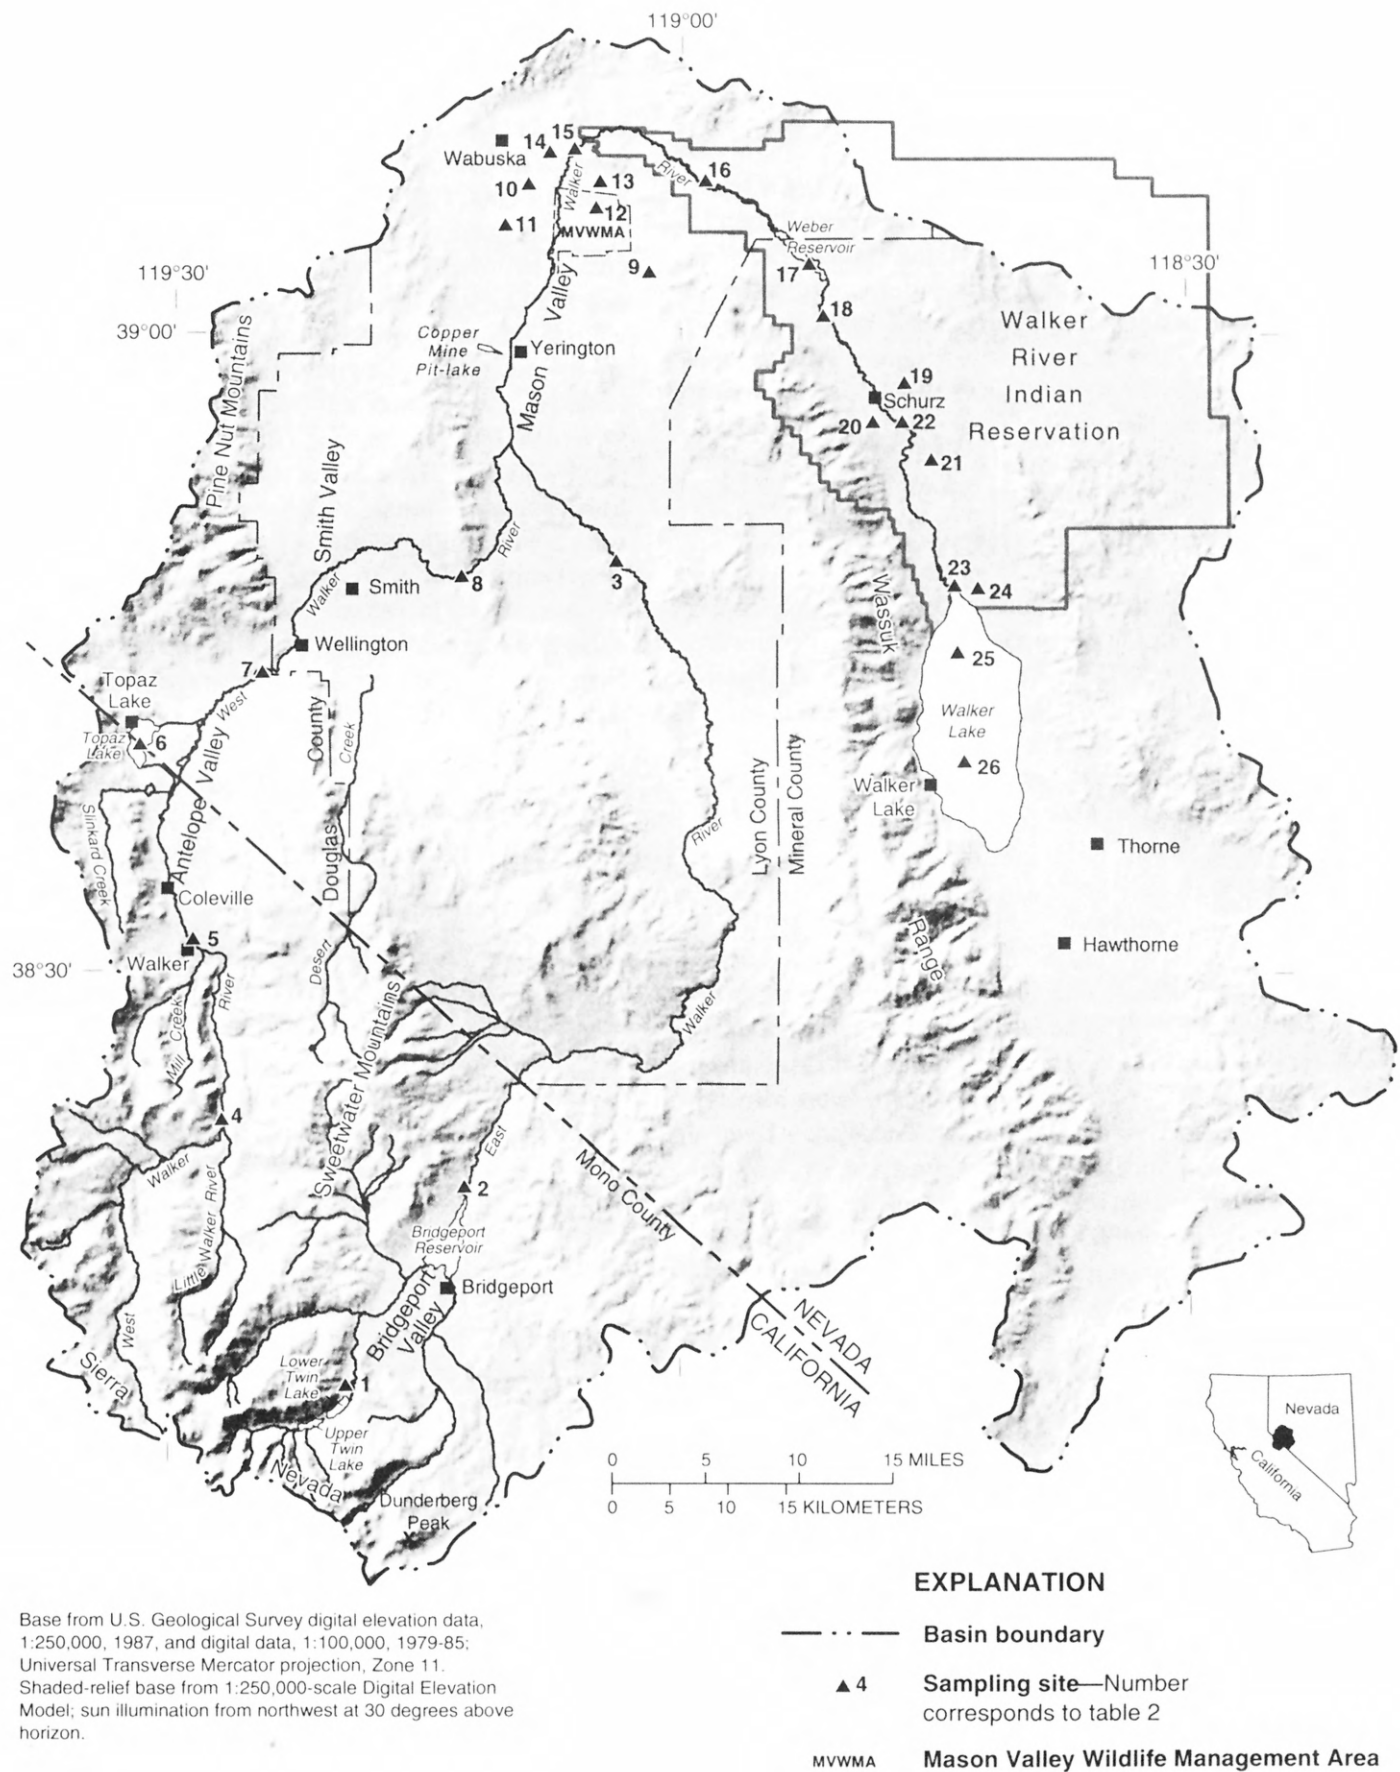 119°00'
14
15
Wabuska
10
13
16
River
Walker
12
11
MVWMA
Weber
Reservoir
9
17
119°30'
118°30'
18
39°00'
Copper
Mine
Pit-lake
Yerington
Valley
Mason
Walker
River
Indian
Reservation
19
Schurz
20
22
21
Pine Nut Mountains
Smith Valley
River
8
3
23
24
Walker
Smith
Wassuk
Wellington
25
7
Topaz
Lake
West
Topaz
Lake
6
Valley
County
Creek
Walker
Lake
26
Walker
Lake
Lyon County
Mineral County
River
Slinkard Creek
Antelope
Douglas
Thorne
Coleville
5
Walker
Range
Hawthorne
38°30'
River
Desert
Creek
Mill
Walker
Sweetwater Mountains
4
Walker
East
2
Mono County
Little Walker River
Bridgeport
Reservoir
Bridgeport
West
Bridgeport
Valley
NEVADA
CALIFORNIA
Sierra
Lower
Twin
Lake
1
Upper
Twin
Lake
Nevada
Dunderberg
Peak
x
0 5 10 15 MILES
0 5 10 15 KILOMETERS
Nevada
California
Base from U.S. Geological Survey digital elevation data,
1:250,000, 1987, and digital data, 1:100,000, 1979-85;
Universal Transverse Mercator projection, Zone 11.
Shaded-relief base from 1:250,000-scale Digital Elevation
Model; sun illumination from northwest at 30 degrees above
horizon.
EXPLANATION
Basin boundary
4 Sampling site—Number
corresponds to table 2
MVWMA Mason Valley Wildlife Management Area